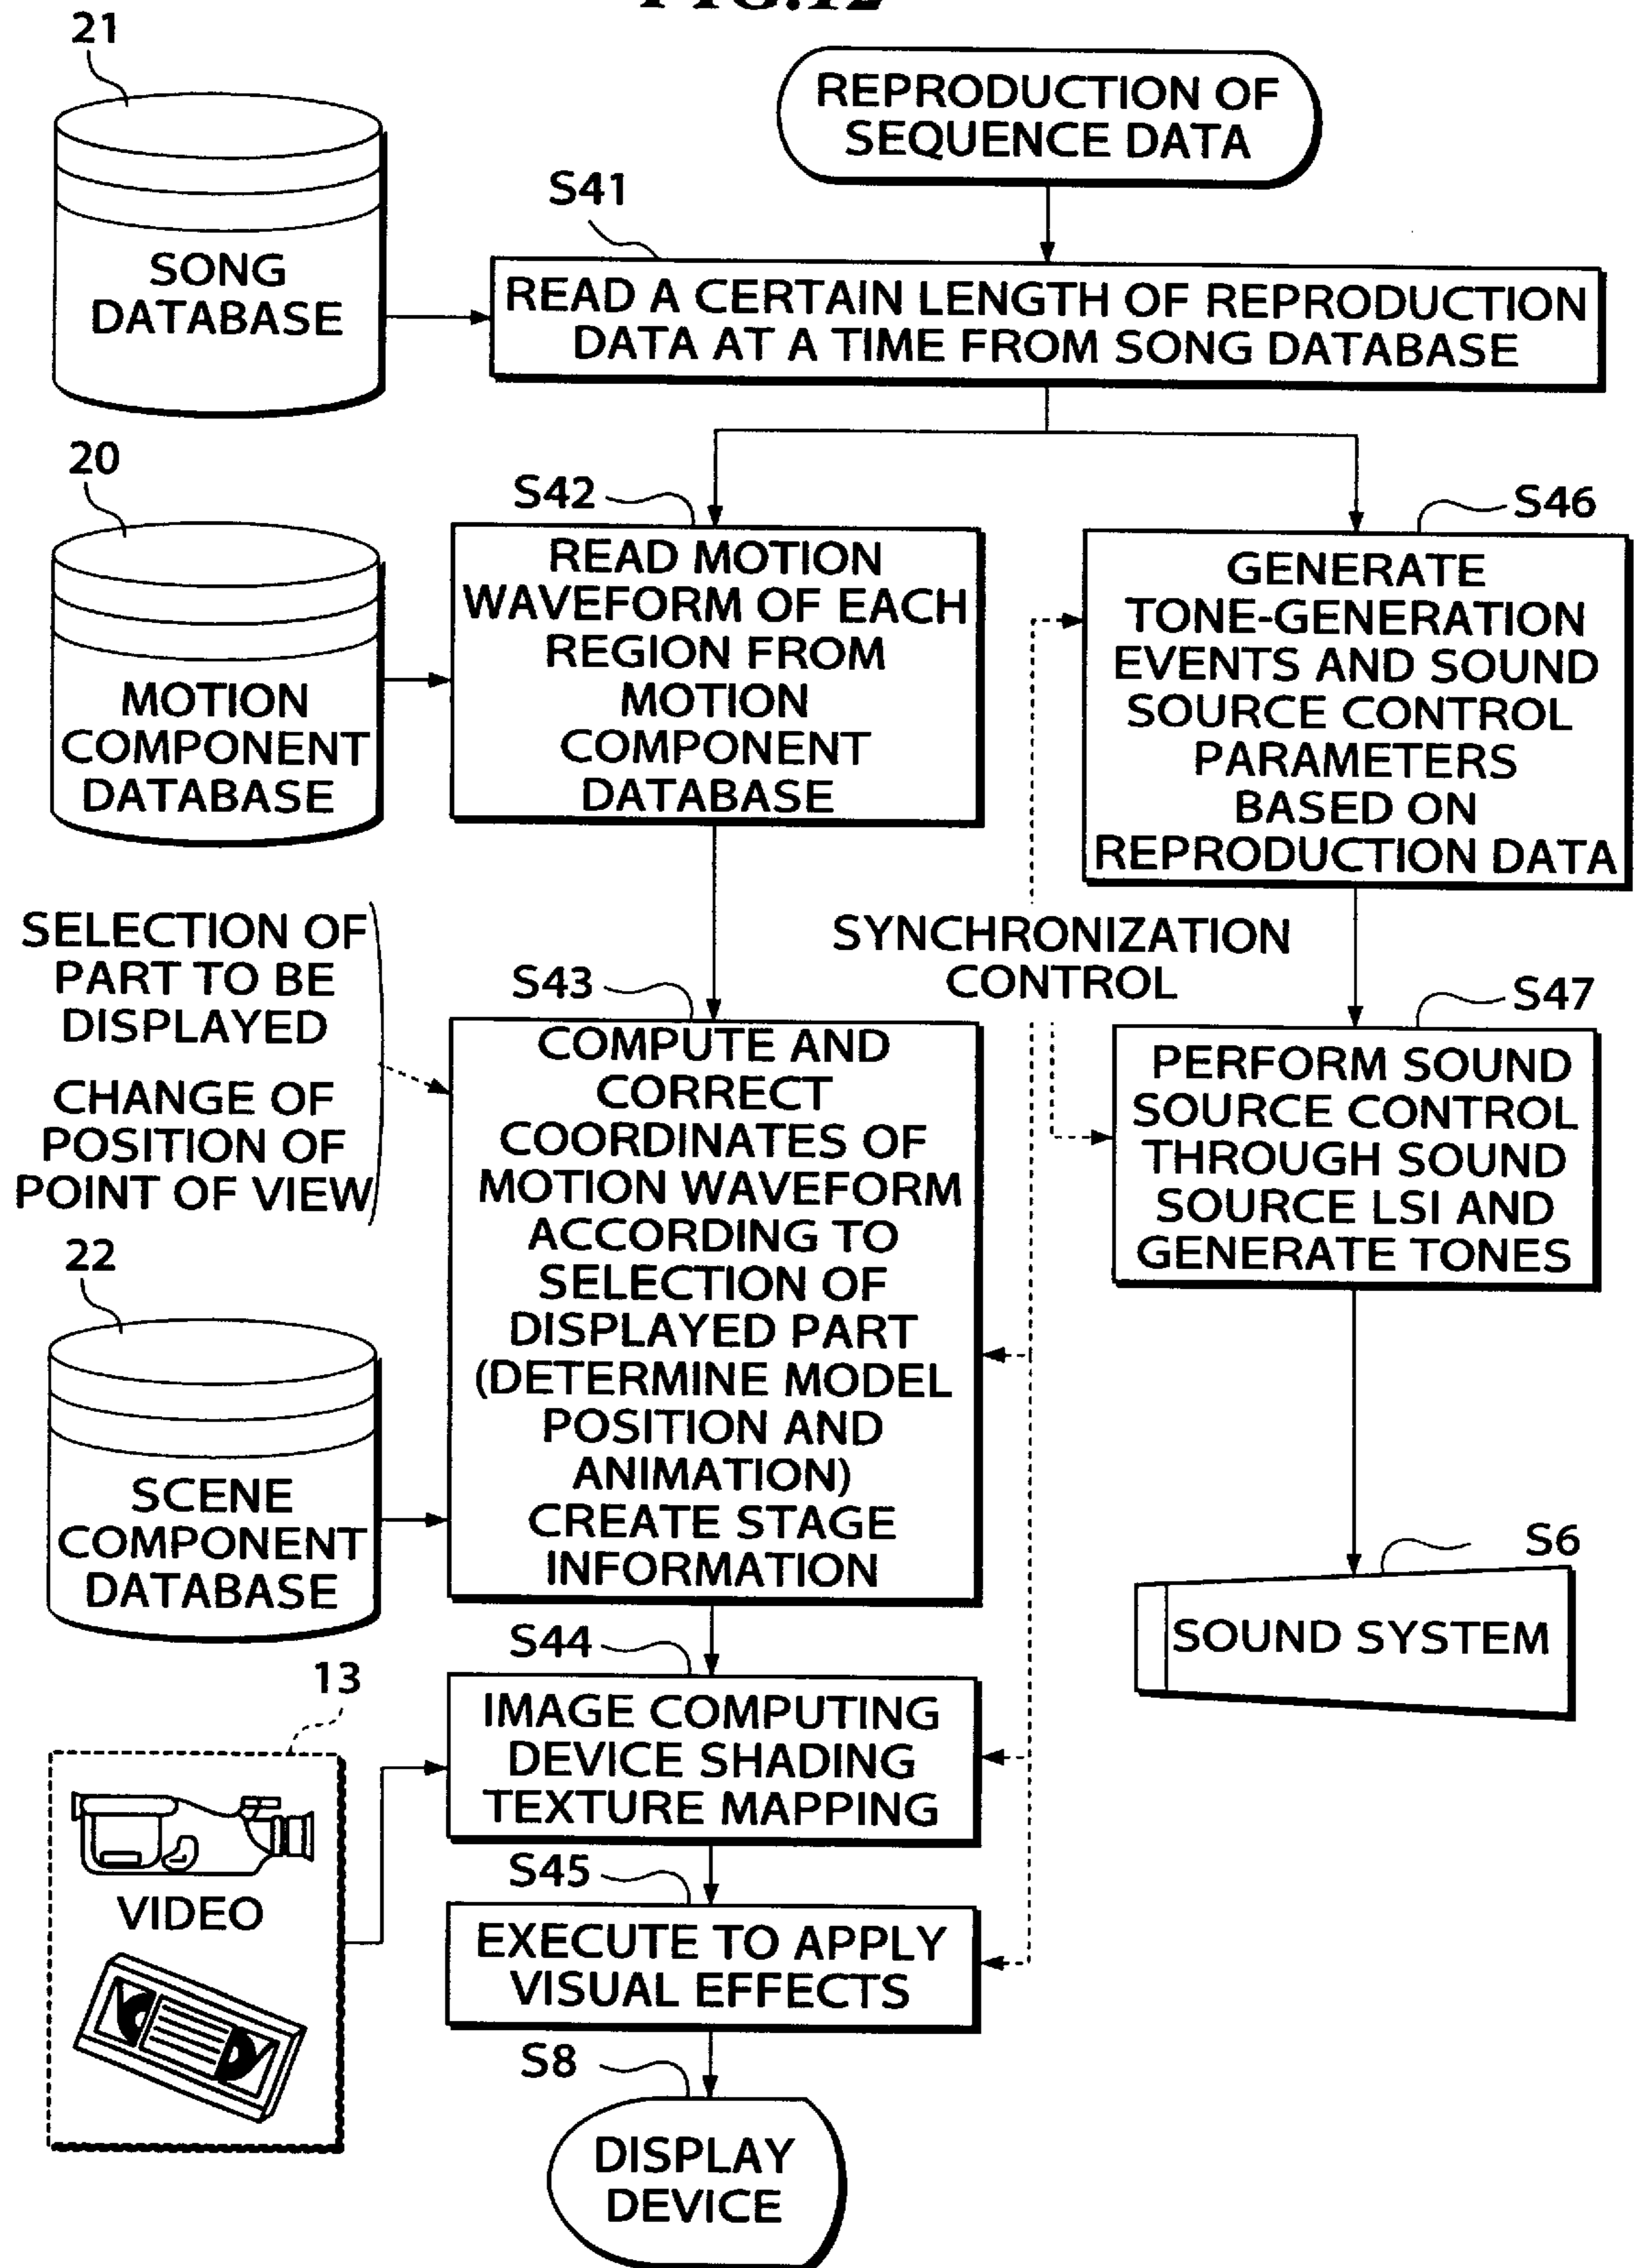 FIG.12
21
REPRODUCTION OF
SEQUENCE DATA
SONG
DATABASE
S41
READ A CERTAIN LENGTH OF REPRODUCTION
DATA AT A TIME FROM SONG DATABASE
20
MOTION
COMPONENT
DATABASE
S42
READ MOTION
WAVEFORM OF EACH
REGION FROM
MOTION
COMPONENT
DATABASE
S46
GENERATE
TONE-GENERATION
EVENTS AND SOUND
SOURCE CONTROL
PARAMETERS
BASED ON
REPRODUCTION DATA
SELECTION OF
PART TO BE
DISPLAYED
CHANGE OF
POSITION OF
POINT OF VIEW
SYNCHRONIZATION
CONTROL
S43
COMPUTE AND
CORRECT
COORDINATES OF
MOTION WAVEFORM
ACCORDING TO
SELECTION OF
DISPLAYED PART
(DETERMINE MODEL
POSITION AND
ANIMATION)
CREATE STAGE
INFORMATION
S47
PERFORM SOUND
SOURCE CONTROL
THROUGH SOUND
SOURCE LSI AND
GENERATE TONES
22
SCENE
COMPONENT
DATABASE
S6
SOUND SYSTEM
S44
IMAGE COMPUTING
DEVICE SHADING
TEXTURE MAPPING
13
VIDEO
S45
EXECUTE TO APPLY
VISUAL EFFECTS
S8
DISPLAY
DEVICE